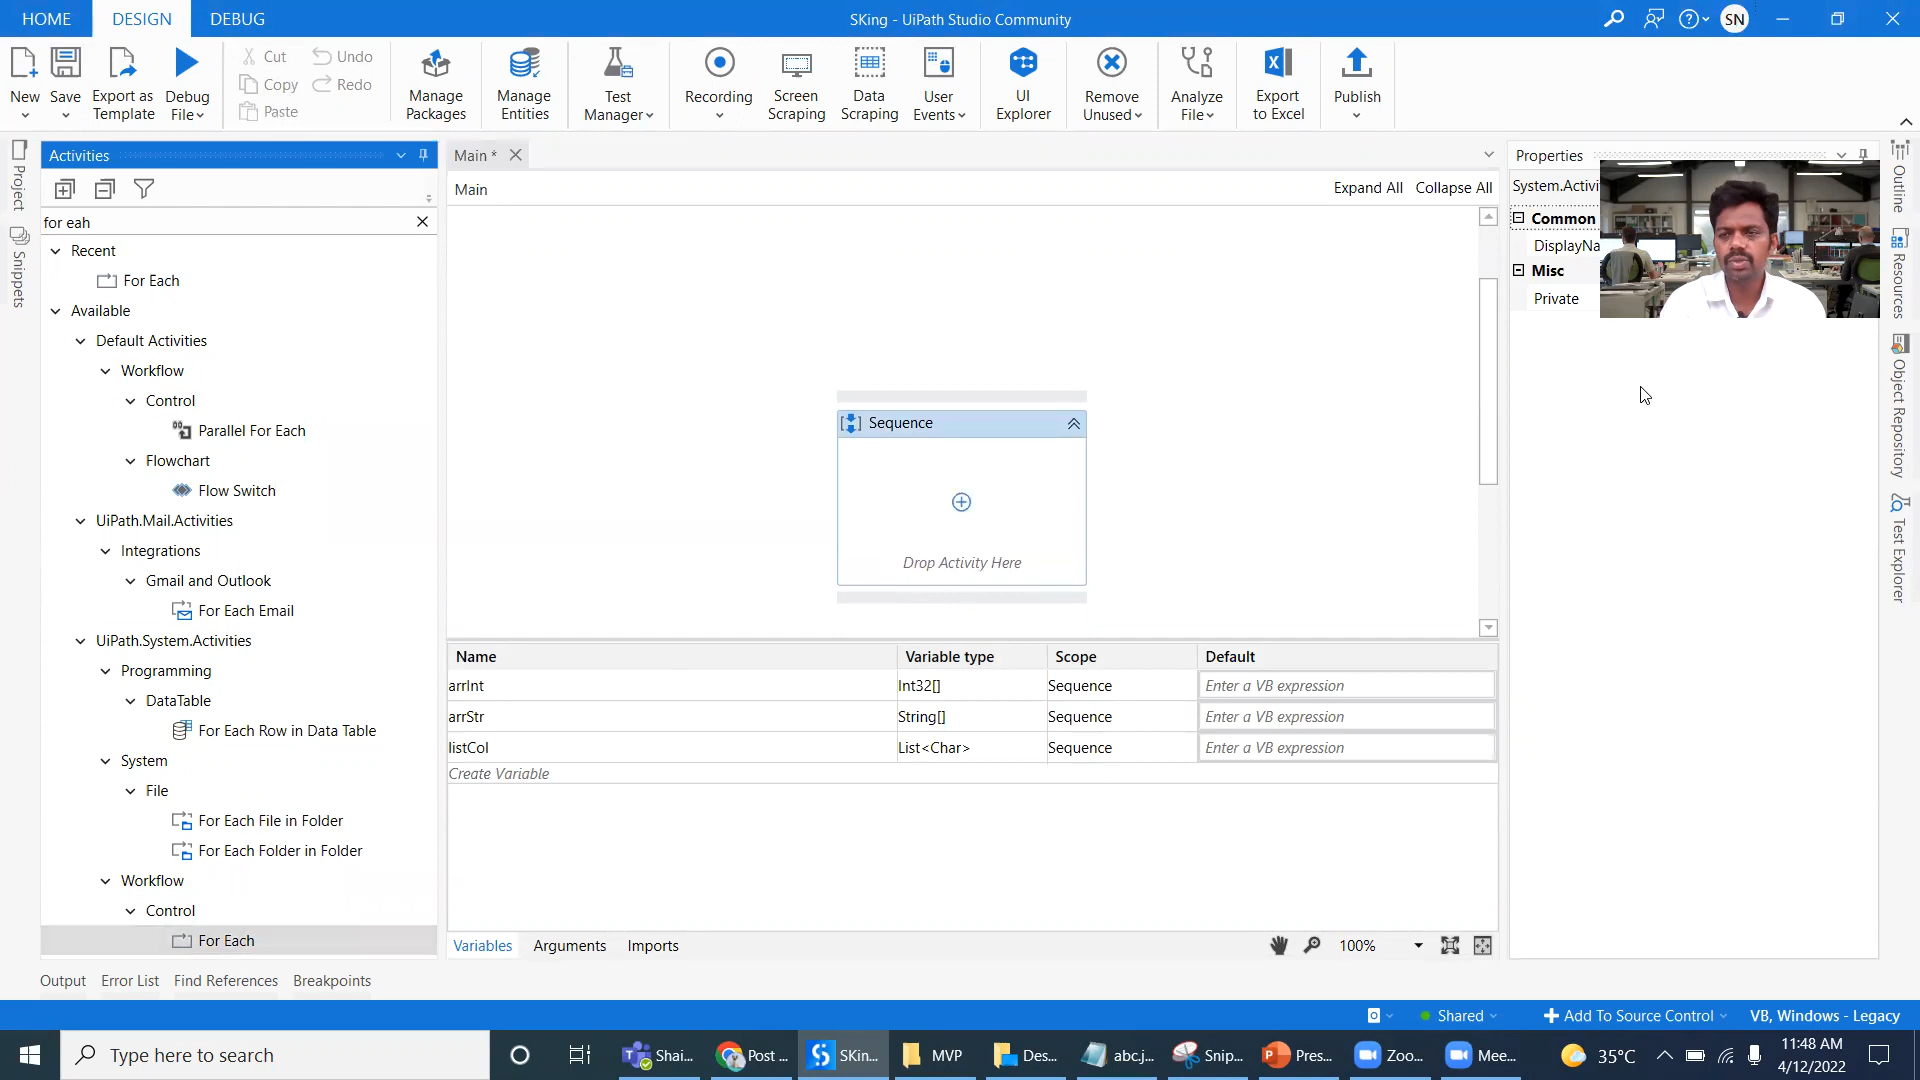 HOME DESIGN DEBUG
SKing - UiPath Studio Community
SN
New
Save
Export as Template
Debug File
Cut
Copy
Paste
Undo
Redo
Manage Packages
Manage Entities
Test Manager
Recording
Screen Scraping
Data Scraping
User Events
UI Explorer
Remove Unused
Analyze File
Export to Excel
Publish
Project
Snippets
Activities
for eah
Recent
For Each
Available
Default Activities
Workflow
Control
Parallel For Each
Flowchart
Flow Switch
UiPath.Mail.Activities
Integrations
Gmail and Outlook
For Each Email
UiPath.System.Activities
Programming
DataTable
For Each Row in Data Table
System
File
For Each File in Folder
For Each Folder in Folder
Workflow
Control
For Each
Main *
Main
Expand All Collapse All
Sequence
Drop Activity Here
Name Variable type Scope Default
arrInt Int32[] Sequence Enter a VB expression
arrStr String[] Sequence Enter a VB expression
listCol List<Char> Sequence Enter a VB expression
Create Variable
Variables Arguments Imports
100%
Properties
System.Activi
Common
DisplayNa
Misc
Private
Outline
Resources
Object Repository
Test Explorer
Output Error List Find References Breakpoints
Shared
Add To Source Control
VB, Windows - Legacy
Type here to search
Shai...
Post ...
SKin...
MVP
Des...
abc.j...
Snip...
Pres...
Zoo...
Mee...
35°C
11:48 AM
4/12/2022